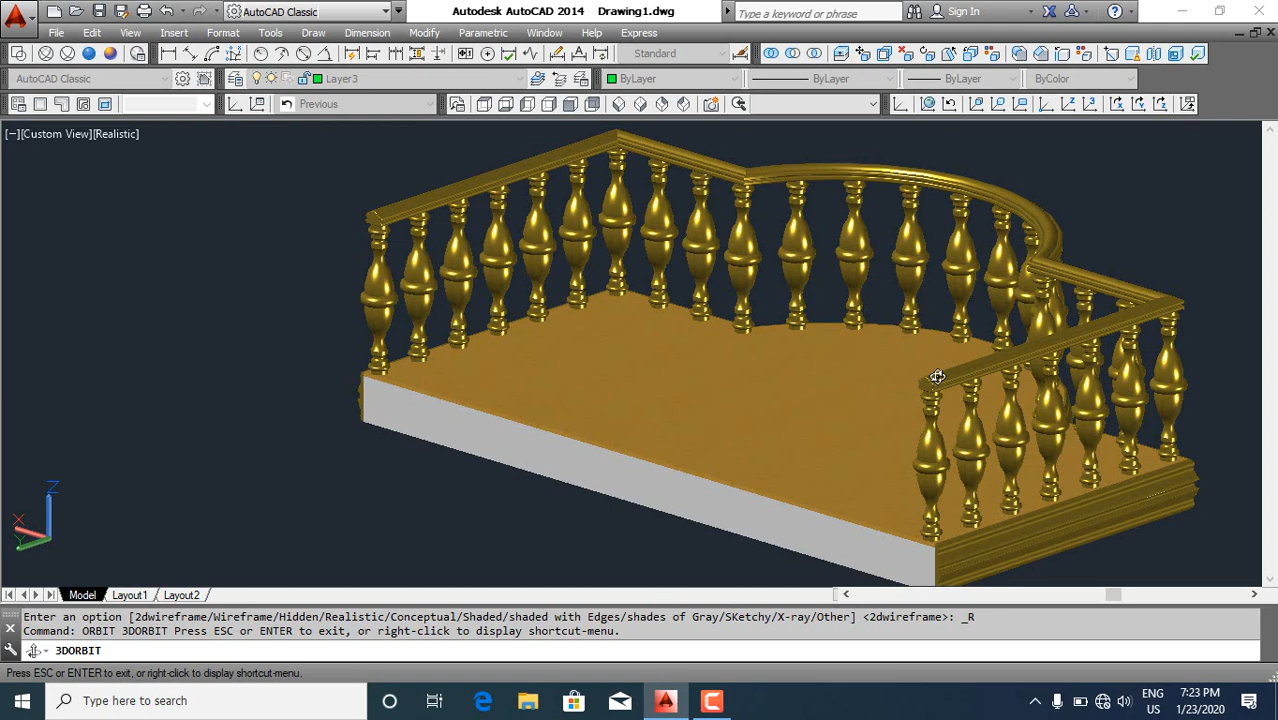 AutoCAD Classic
Autodesk AutoCAD 2014 Drawing1.dwg
Type a keyword or phrase
Sign In
File Edit View Insert Format Tools Draw Dimension Modify Parametric Window Help Express
Standard
AutoCAD Classic
Layer3
ByLayer
ByLayer
ByLayer
ByColor
Previous
[−][Custom View][Realistic]
Z
X
Y
Model Layout1 Layout2
Enter an option [2dwireframe/Wireframe/Hidden/Realistic/Conceptual/Shaded/shaded with Edges/shades of Gray/SKetchy/X-ray/Other] <2dwireframe>: _R
Command: ORBIT 3DORBIT Press ESC or ENTER to exit, or right-click to display shortcut-menu.
3DORBIT
Press ESC or ENTER to exit, or right-click to display shortcut-menu.
Type here to search
ENG
US
7:23 PM
1/23/2020